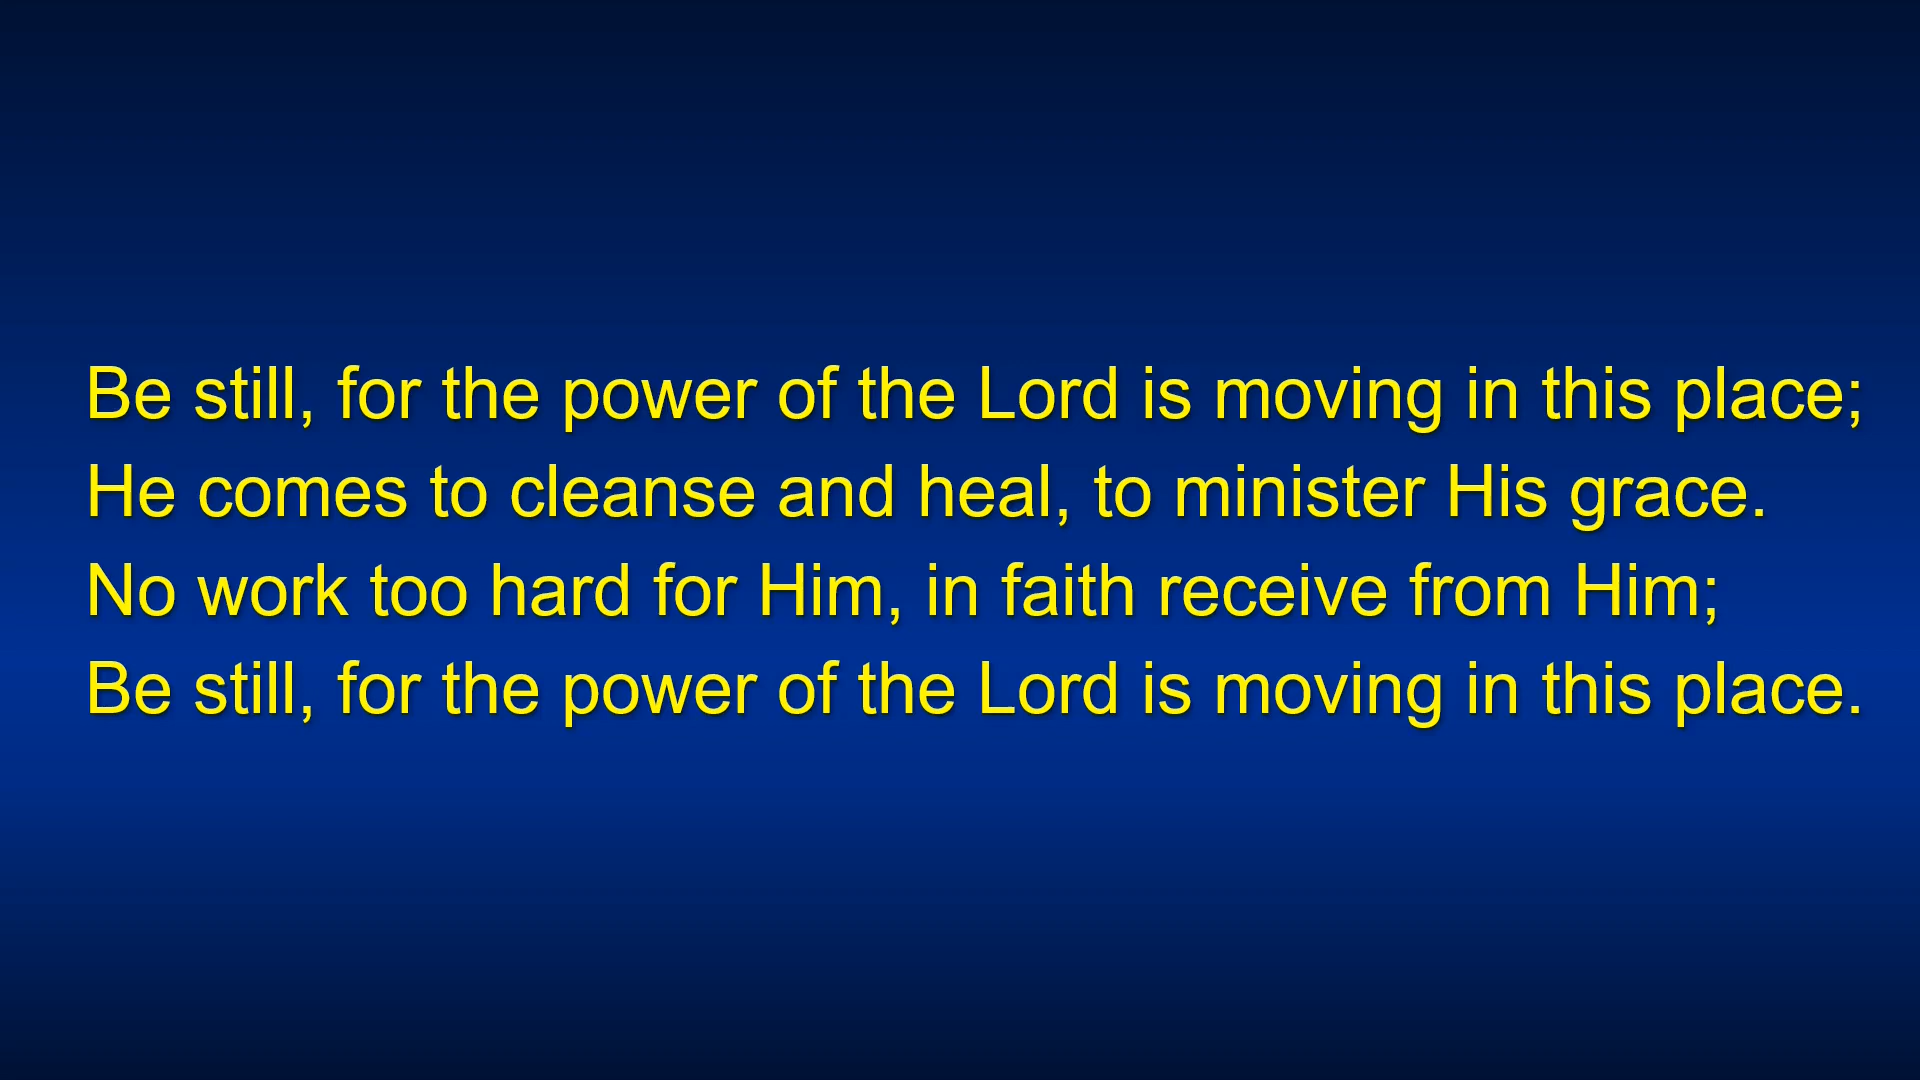 Be still, for the power of the Lord is moving in this place;
He comes to cleanse and heal, to minister His grace.
No work too hard for Him, in faith receive from Him;
Be still, for the power of the Lord is moving in this place.